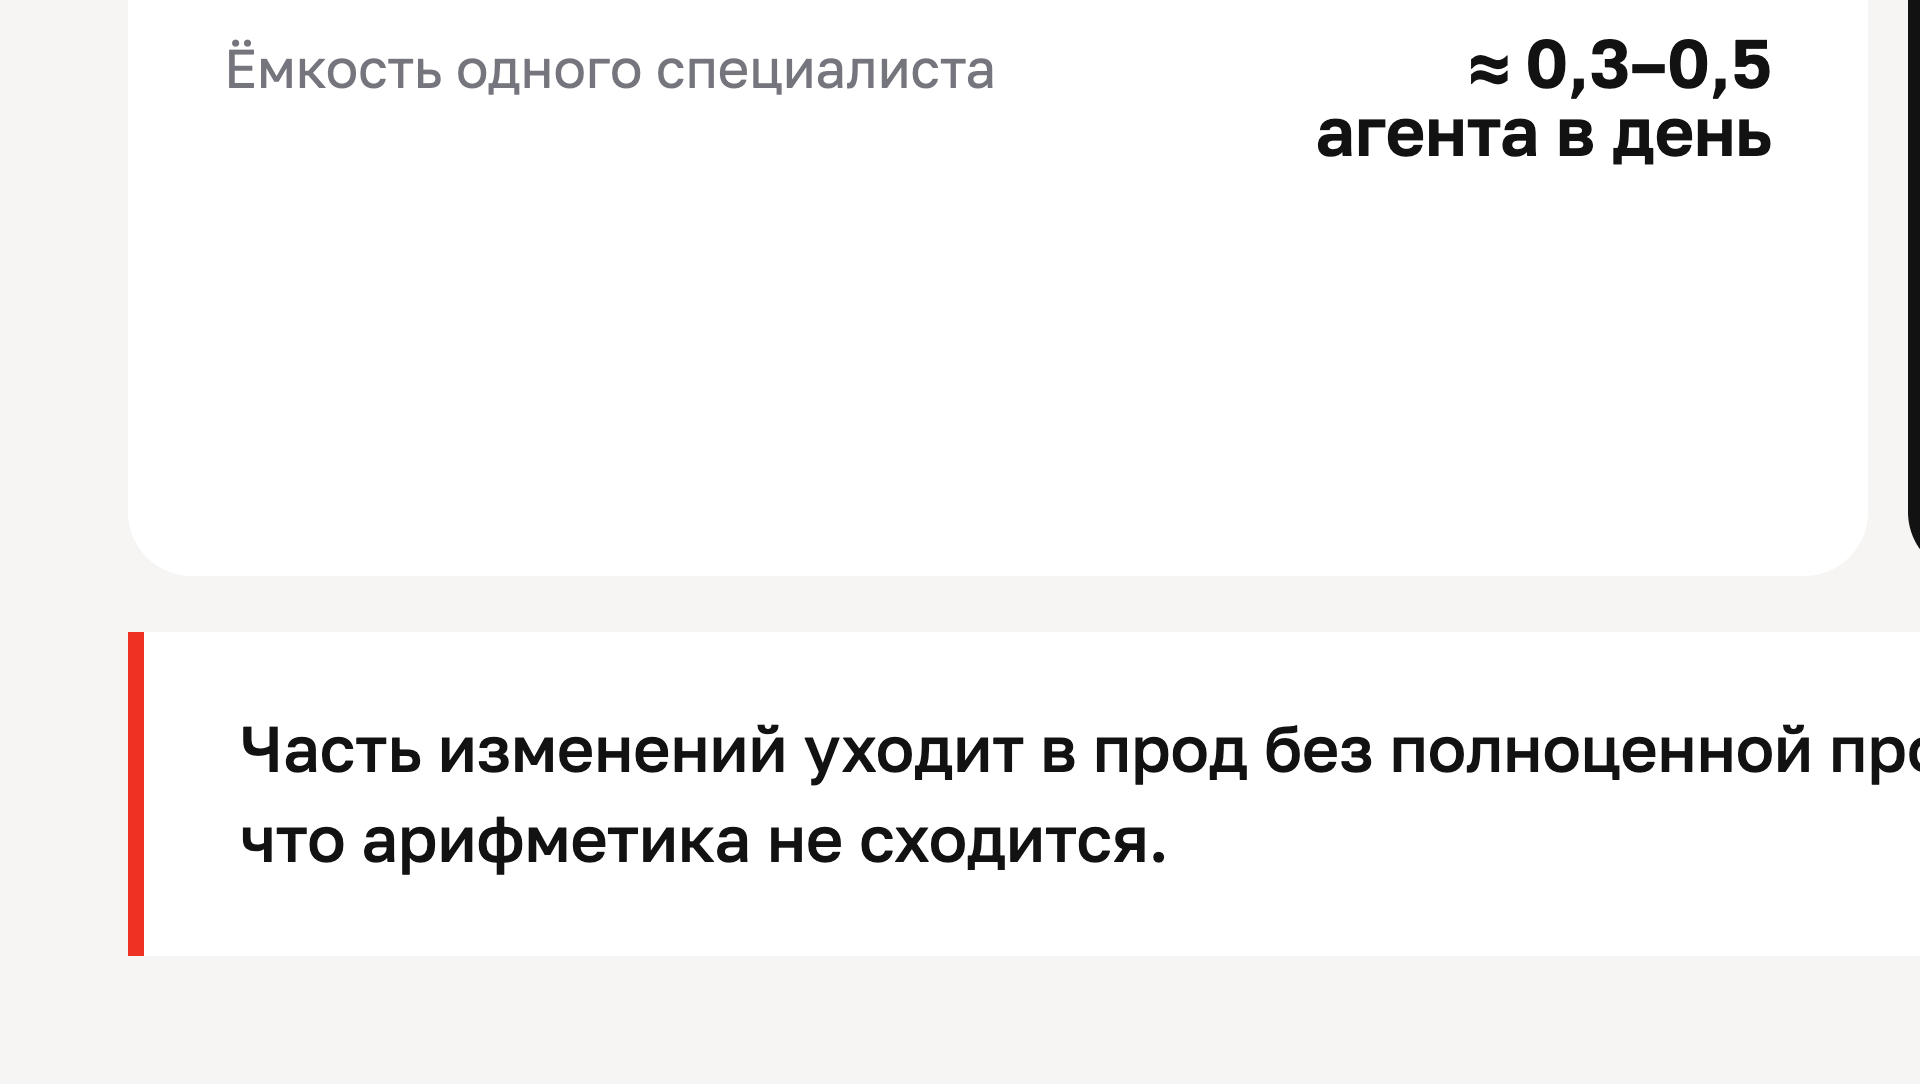 Ёмкость одного специалиста
≈ 0,3–0,5
агента в день
Часть изменений уходит в прод без полноценной
что арифметика не сходится.